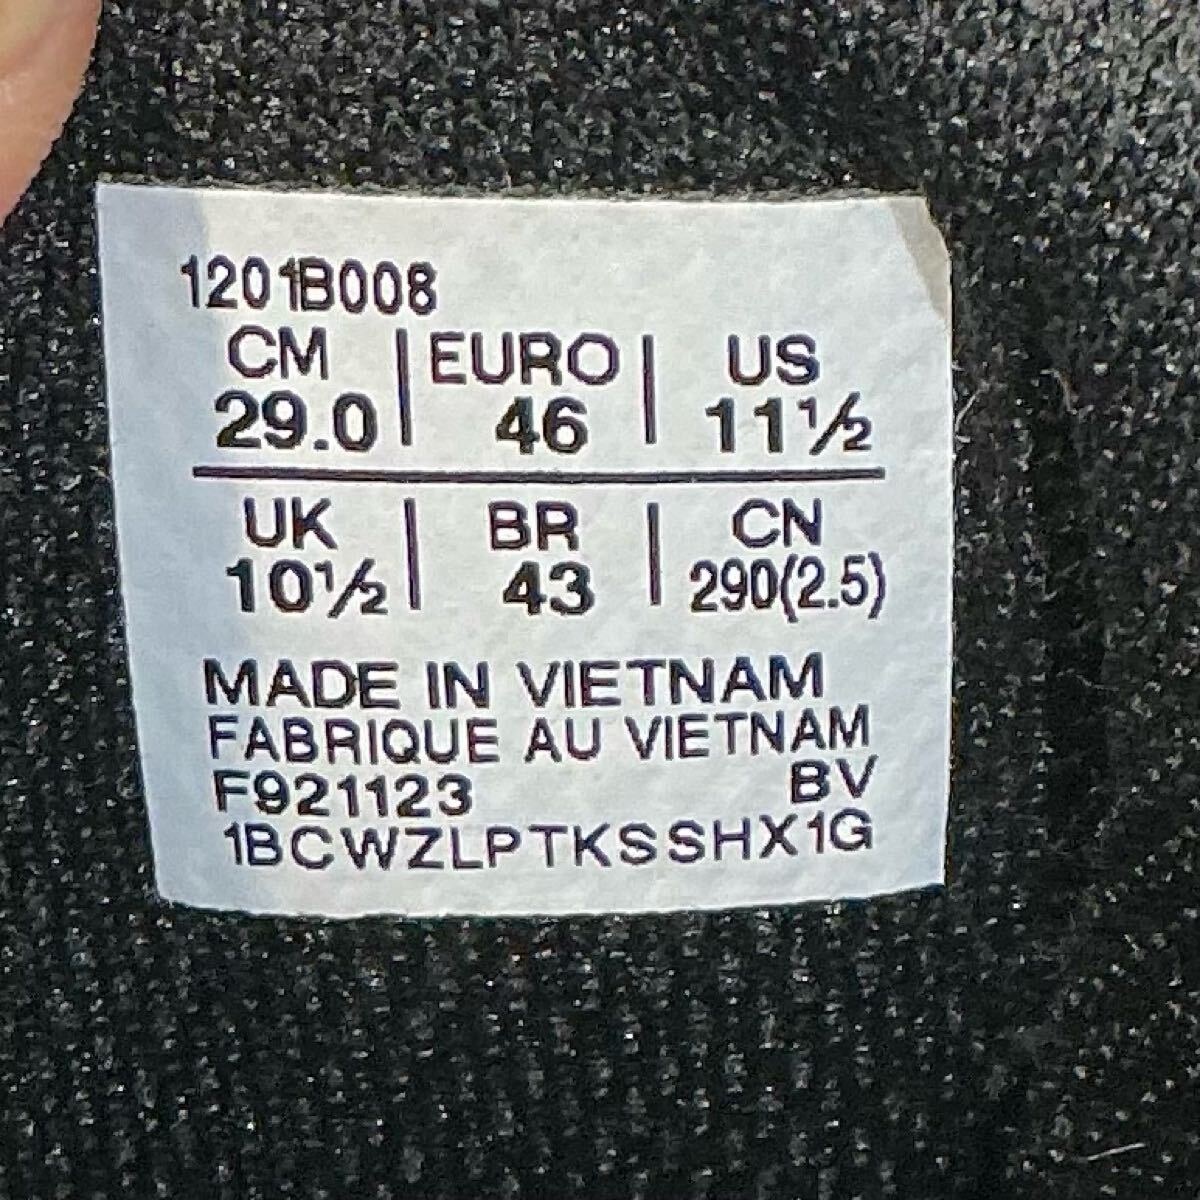 1201B008
CM | EURO | US
29.0 | 46 | 11½
UK | BR | CN
10½ | 43 | 290(2.5)
MADE IN VIETNAM
FABRIQUE AU VIETNAM
F921123 BV
1BCWZLPTKSSHX1G